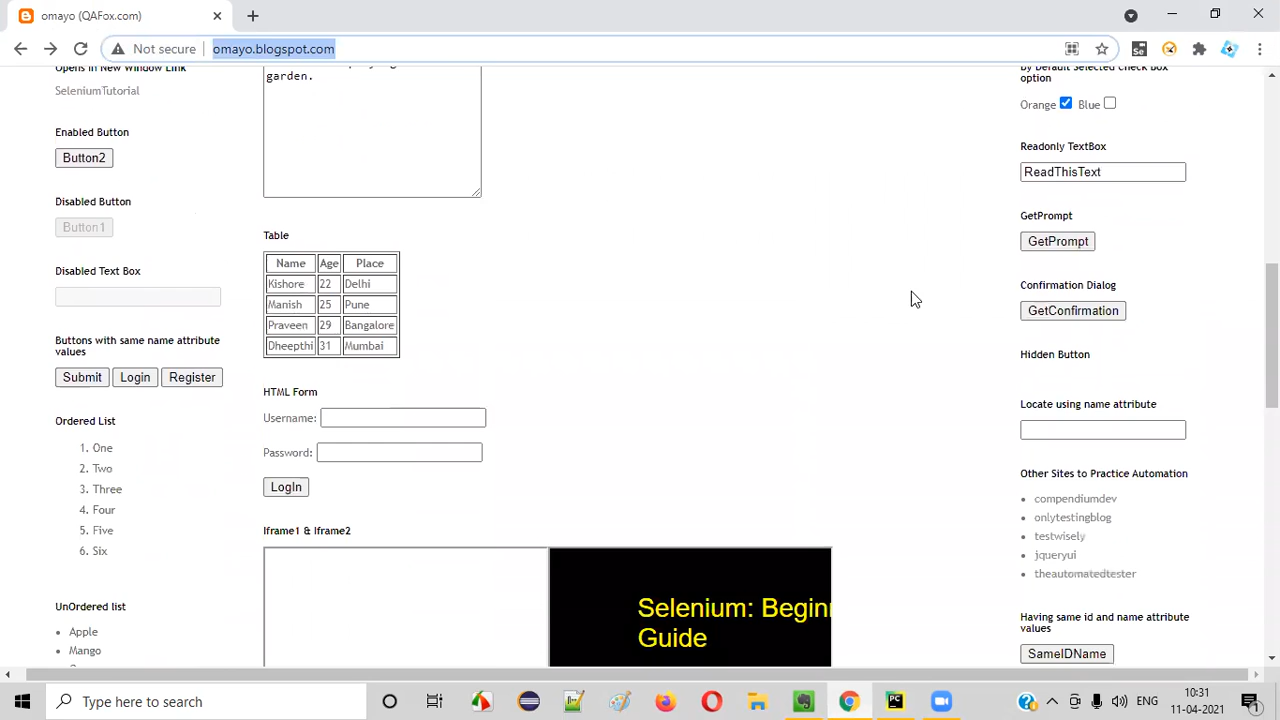 omayo (QAFox.com)
Not secure
omayo.blogspot.com
Se
Opens in New Window Link
SeleniumTutorial
Enabled Button
Button2
Disabled Button
Button1
Disabled Text Box
Buttons with same name attribute
values
Submit Login Register
Ordered List
1. One
2. Two
3. Three
4. Four
5. Five
6. Six
UnOrdered list
Apple
Mango
garden.
Table
Name Age Place
Kishore 22 Delhi
Manish 25 Pune
Praveen 29 Bangalore
Dheepthi 31 Mumbai
HTML Form
Username:
Password:
LogIn
Iframe1 & Iframe2
Selenium: Beginn
Guide
By Default Selected Check Box
option
Orange Blue
Readonly TextBox
ReadThisText
GetPrompt
GetPrompt
Confirmation Dialog
GetConfirmation
Hidden Button
Locate using name attribute
Other Sites to Practice Automation
compendiumdev
onlytestingblog
testwisely
jqueryui
theautomatedtester
Having same id and name attribute
values
SameIDName
Type here to search
PC
ENG
10:31
11-04-2021
1